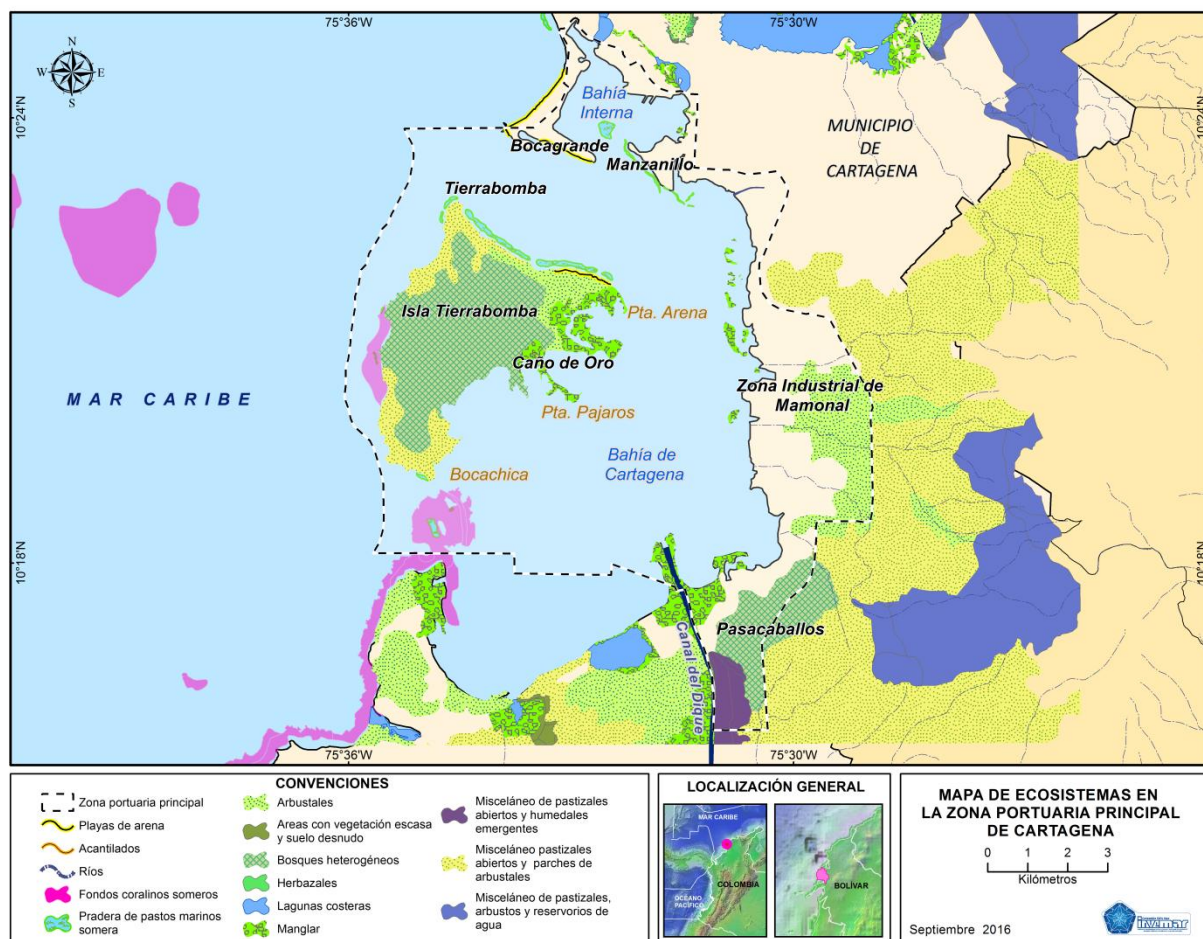 75°36'W
75°30'W
N
W
E
S
10°24'N
10°24'N
Bahía
Interna
MUNICIPIO
DE
CARTAGENA
Bocagrande
Manzanillo
Tierrabomba
Isla Tierrabomba
Pta. Arena
Caño de Oro
Zona Industrial de
Mamonal
MAR CARIBE
Pta. Pajaros
Bahía de
Cartagena
Bocachica
10°18'N
10°18'N
Pasacaballos
Canal del Dique
75°36'W
75°30'W
CONVENCIONES
Zona portuaria principal
Playas de arena
Acantilados
Ríos
Fondos coralinos someros
Pradera de pastos marinos
somera
Arbustales
Areas con vegetación escasa
y suelo desnudo
Bosques heterogéneos
Herbazales
Lagunas costeras
Manglar
Misceláneo de pastizales
abiertos y humedales
emergentes
Misceláneo pastizales
abiertos y parches de
arbustales
Misceláneo de pastizales,
arbustos y reservorios de
agua
LOCALIZACIÓN GENERAL
MAR CARIBE
COLOMBIA
OCÉANO
PACÍFICO
BOLÍVAR
MAPA DE ECOSISTEMAS EN
LA ZONA PORTUARIA PRINCIPAL
DE CARTAGENA
0 1 2 3
Kilómetros
Septiembre 2016
invemar